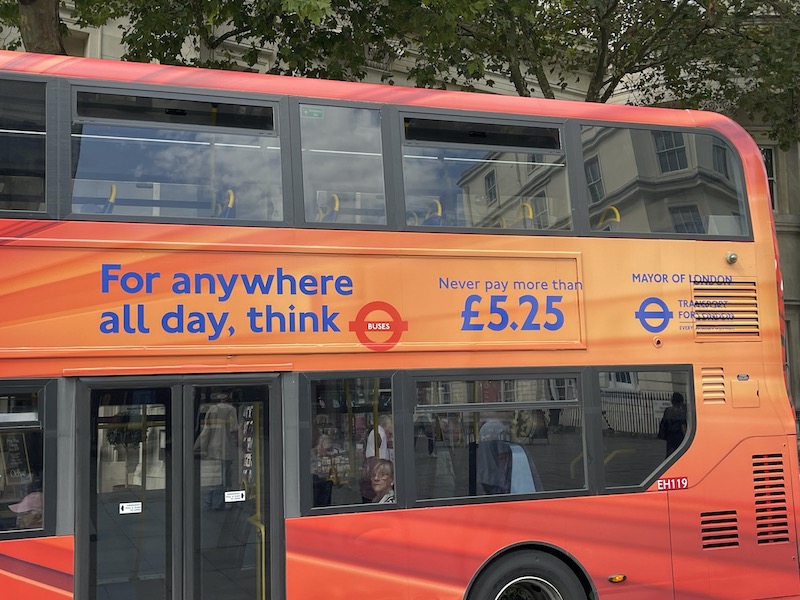 For anywhere
all day, think
BUSES
Never pay more than
£5.25
MAYOR OF LONDON
TRANSPORT
FOR LONDON
EH119